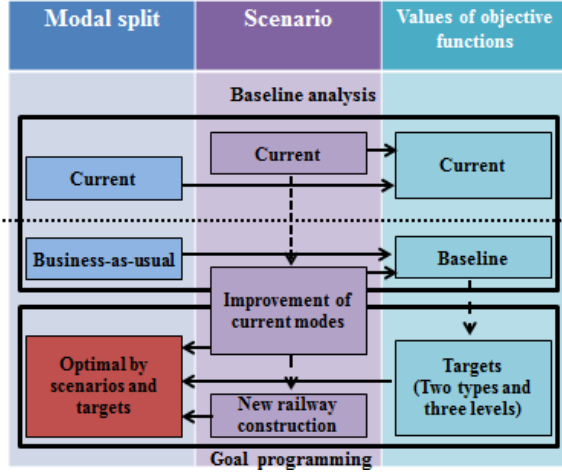 Modal split
Scenario
Values of objective
functions
Baseline analysis
Current
Current
Current
Business-as-usual
Baseline
Improvement of
current modes
Optimal by
scenarios and
targets
Targets
(Two types and
three levels)
New railway
construction
Goal programming